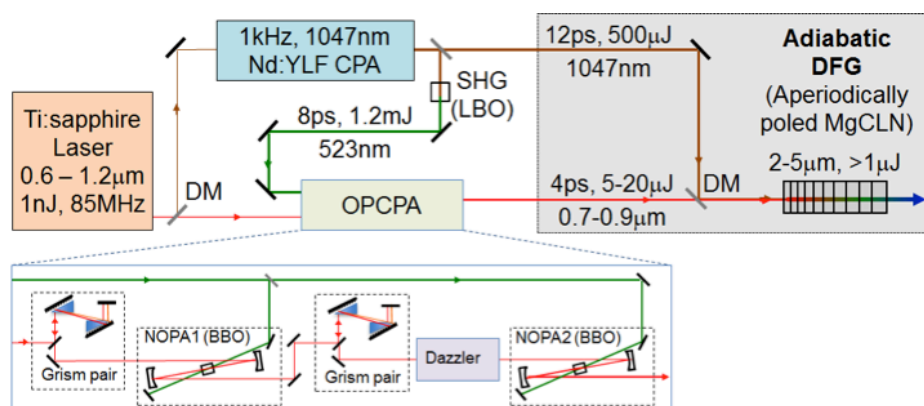 Ti:sapphire
Laser
0.6 – 1.2μm
1nJ, 85MHz
DM
1kHz, 1047nm
Nd:YLF CPA
SHG
(LBO)
8ps, 1.2mJ
523nm
OPCPA
12ps, 500μJ
1047nm
4ps, 5-20μJ
0.7-0.9μm
DM
Adiabatic
DFG
(Aperiodically
poled MgCLN)
2-5μm, >1μJ
Grism pair
NOPA1 (BBO)
Grism pair
Dazzler
NOPA2 (BBO)